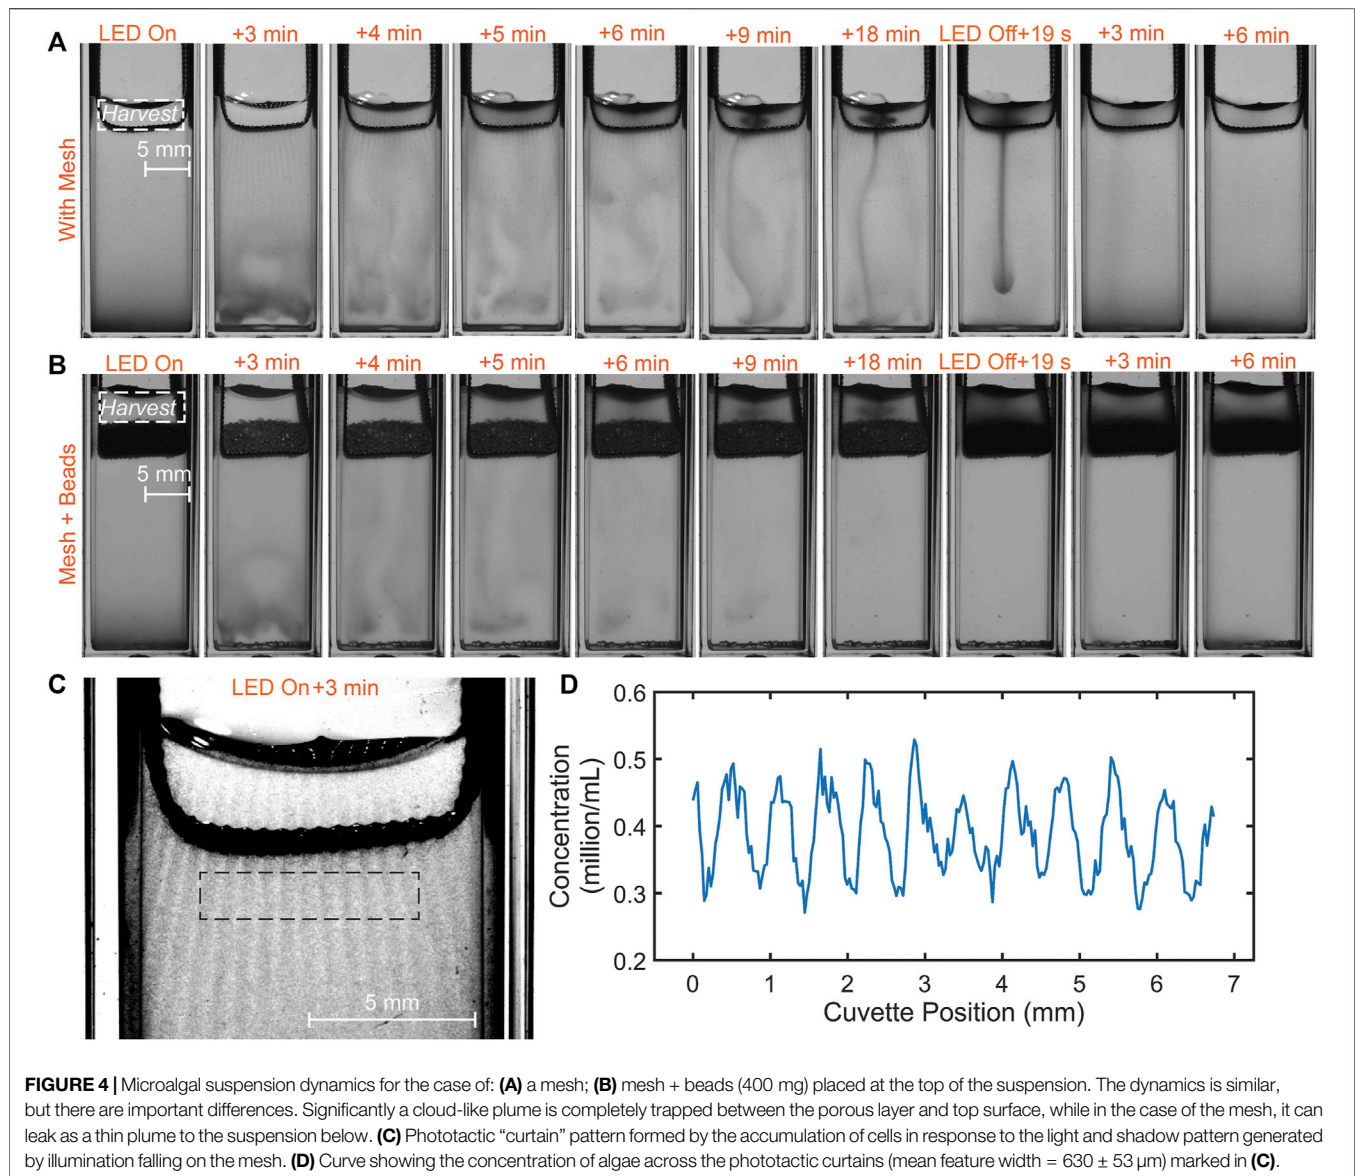 A
LED On
+3 min
+4 min
+5 min
+6 min
+9 min
+18 min
LED Off+19 s
+3 min
+6 min
With Mesh
Harvest
5 mm
B
LED On
+3 min
+4 min
+5 min
+6 min
+9 min
+18 min
LED Off+19 s
+3 min
+6 min
Mesh + Beads
Harvest
5 mm
C
LED On+3 min
5 mm
D
0.6
0.5
0.4
0.3
0.2
Concentration
(million/mL)
0 1 2 3 4 5 6 7
Cuvette Position (mm)
FIGURE 4 | Microalgal suspension dynamics for the case of: (A) a mesh; (B) mesh + beads (400 mg) placed at the top of the suspension. The dynamics is similar,
but there are important differences. Significantly a cloud-like plume is completely trapped between the porous layer and top surface, while in the case of the mesh, it can
leak as a thin plume to the suspension below. (C) Phototactic “curtain” pattern formed by the accumulation of cells in response to the light and shadow pattern generated
by illumination falling on the mesh. (D) Curve showing the concentration of algae across the phototactic curtains (mean feature width = 630 ± 53 μm) marked in (C).